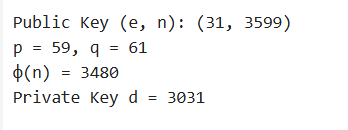 Public Key (e, n): (31, 3599)
p = 59, q = 61
ϕ(n) = 3480
Private Key d = 3031